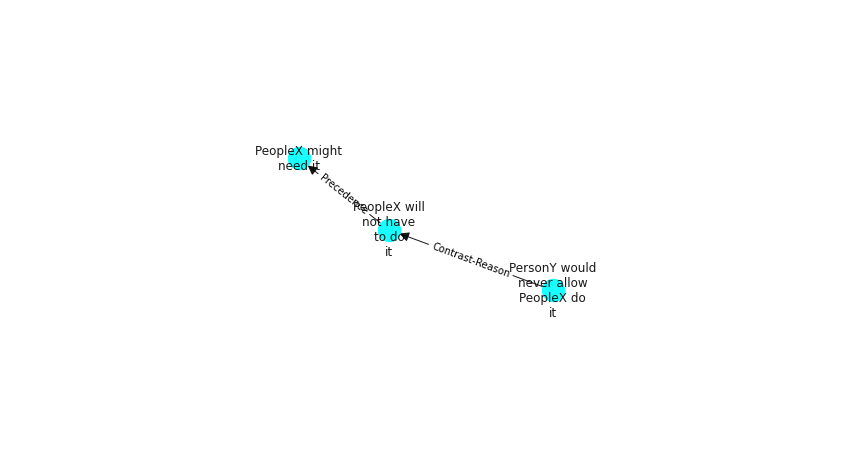 PeopleX might
need it
Precedence
PeopleX will
not have
to do
it
Contrast-Reason
PersonY would
never allow
PeopleX do
it